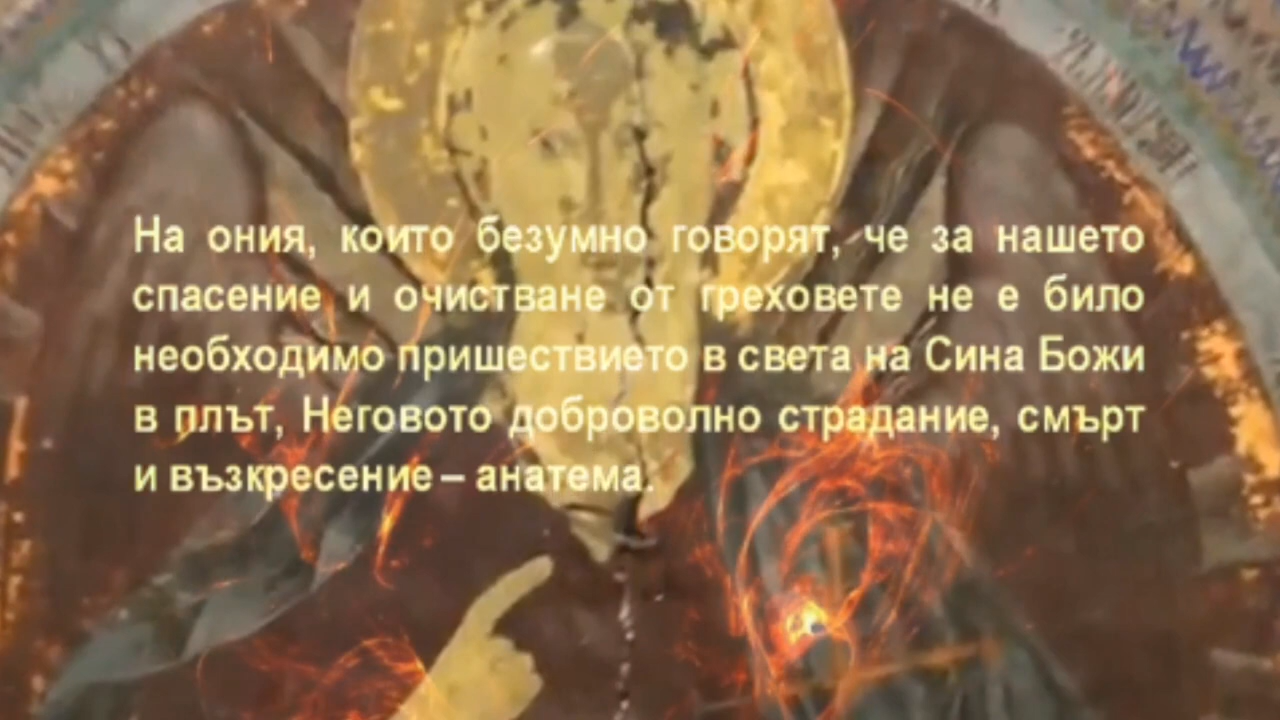 На ония, които безумно говорят, че за нашето
спасение и очистване от греховете не е било
необходимо пришествието в света на Сина Божи
в плът, Неговото доброволно страдание, смърт
и възкресение – анатема.